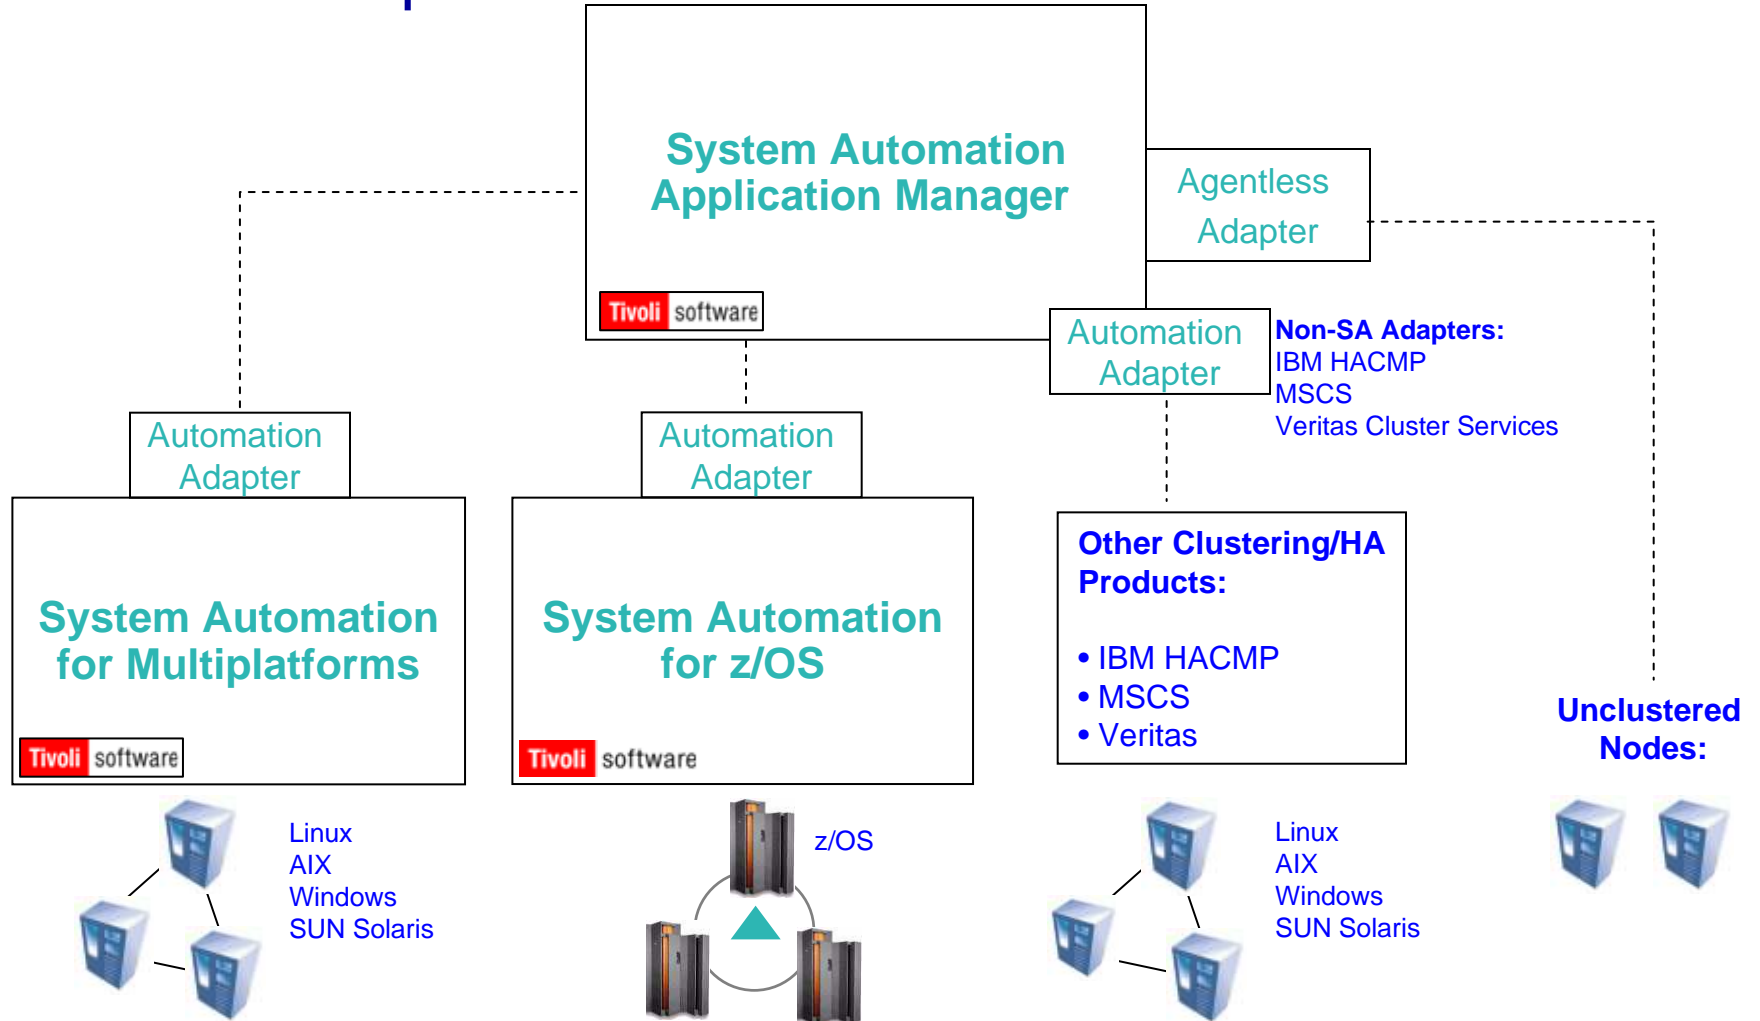 System Automation
Application Manager
Tivoli software
Agentless
Adapter
Automation
Adapter
Non-SA Adapters:
IBM HACMP
MSCS
Veritas Cluster Services
Automation
Adapter
System Automation
for Multiplatforms
Tivoli software
Automation
Adapter
System Automation
for z/OS
Tivoli software
Other Clustering/HA
Products:
• IBM HACMP
• MSCS
• Veritas
Unclustered
Nodes:
Linux
AIX
Windows
SUN Solaris
z/OS
Linux
AIX
Windows
SUN Solaris